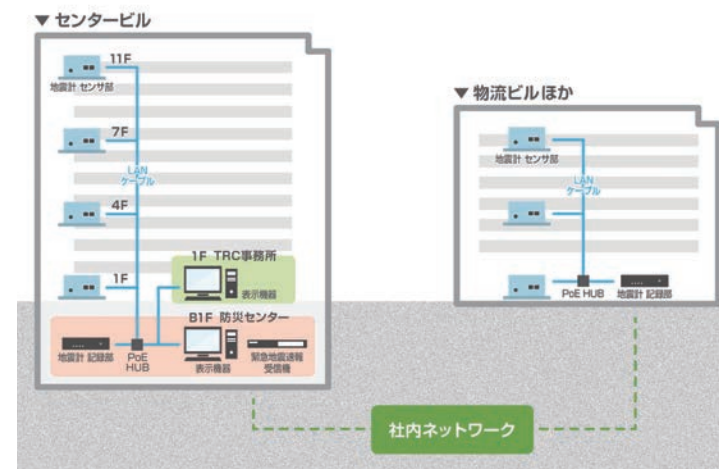 ▼ センタービル
11F
地震計 センサ部
7F
LAN
ケーブル
4F
1F
1F TRC事務所
表示機器
B1F 防災センター
地震計 記録部
PoE
HUB
表示機器
緊急地震速報
受信機
▼ 物流ビルほか
地震計 センサ部
LAN
ケーブル
PoE HUB
地震計 記録部
社内ネットワーク